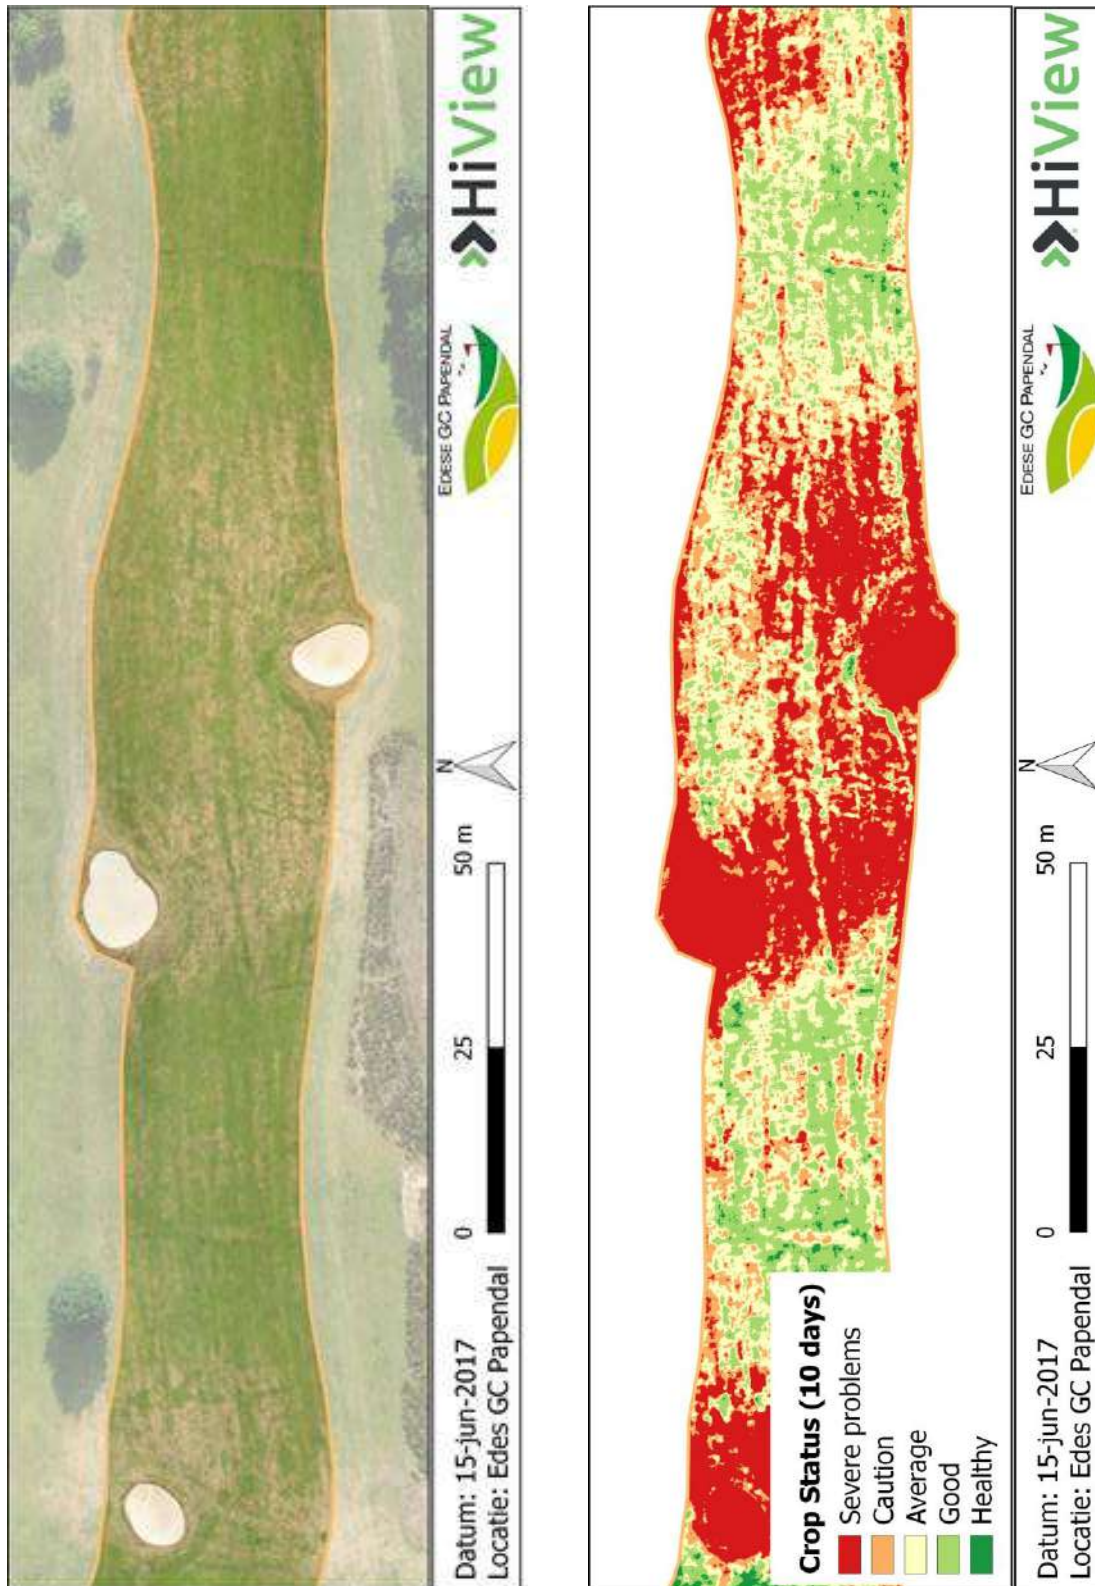 Datum: 15-jun-2017
Locatie: Edes GC Papendal
0 25 50 m
N
EDESE GC PAPENDAL
HiView
Crop Status (10 days)
Severe problems
Caution
Average
Good
Healthy
Datum: 15-jun-2017
Locatie: Edes GC Papendal
0 25 50 m
N
EDESE GC PAPENDAL
HiView